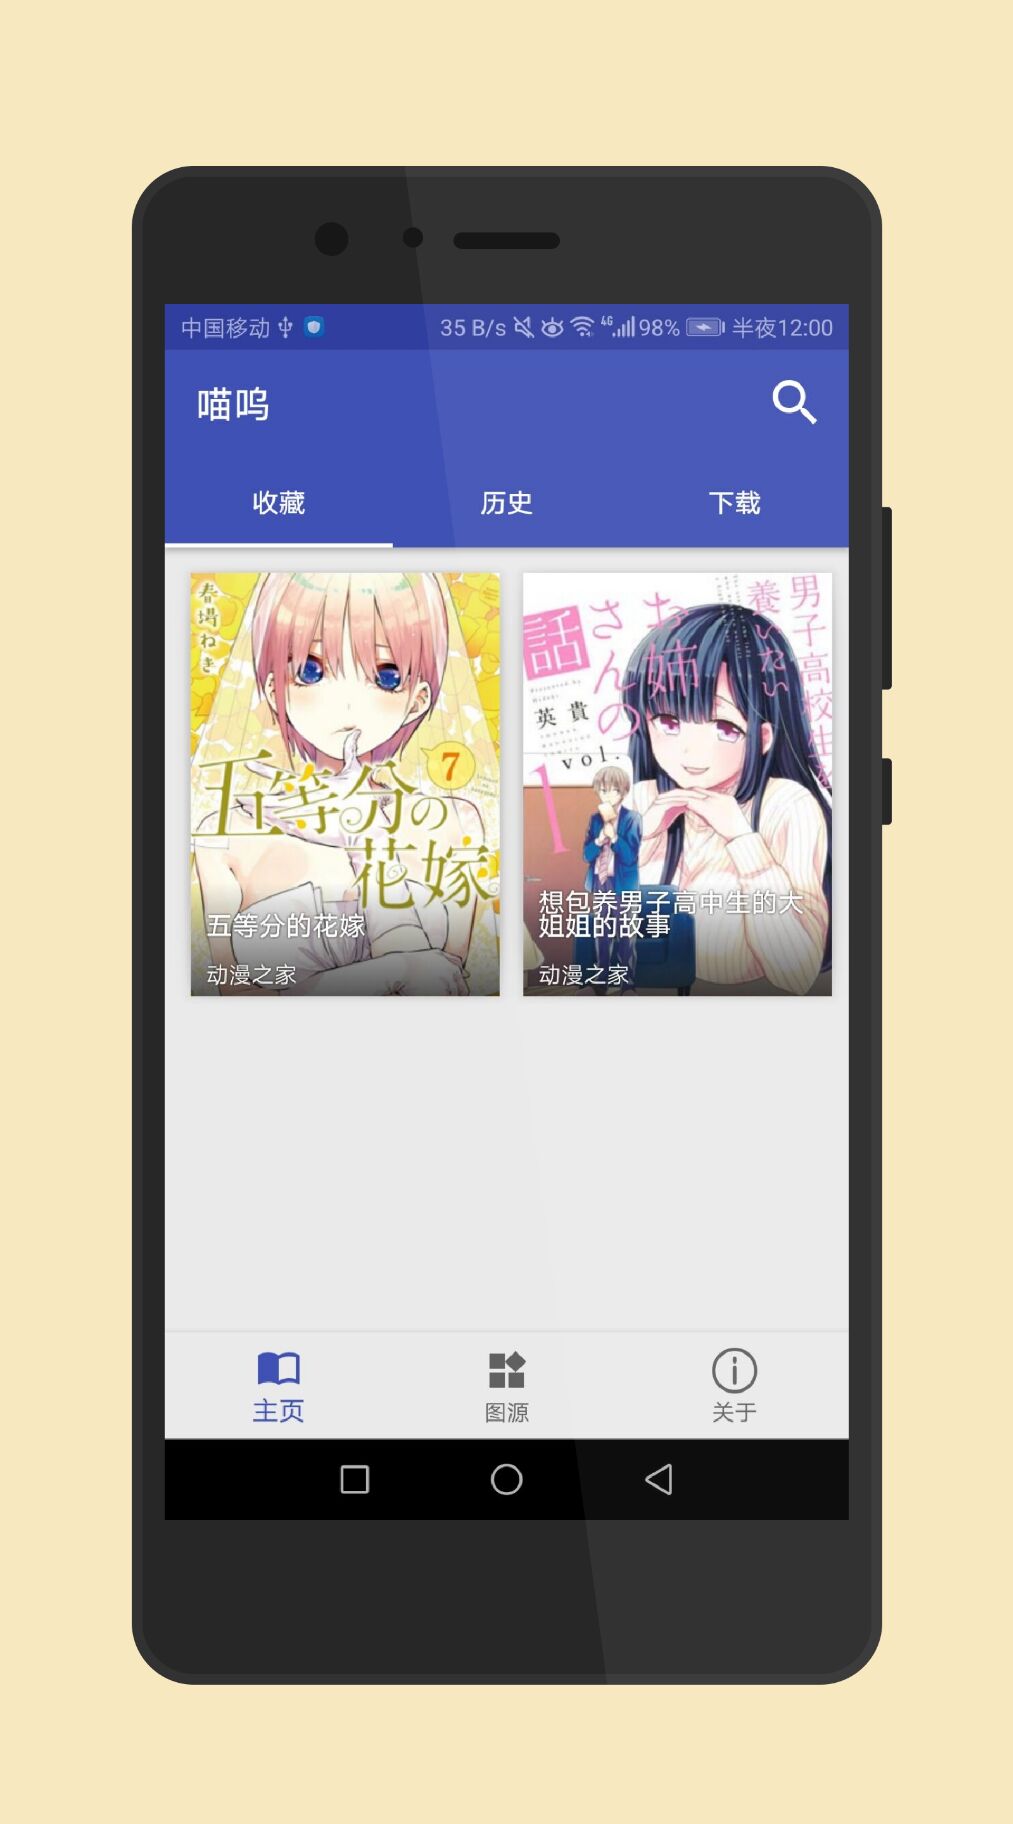 中国移动
35 B/s 4G 98% 半夜12:00
喵呜
收藏 历史 下载
春場ねぎ
7
五等分の
花嫁
五等分的花嫁
动漫之家
男子高校生を
養いたい
お姉
さんの
話
Presented by
英貴
vol.
1
想包养男子高中生的大
姐姐的故事
动漫之家
主页 图源 关于